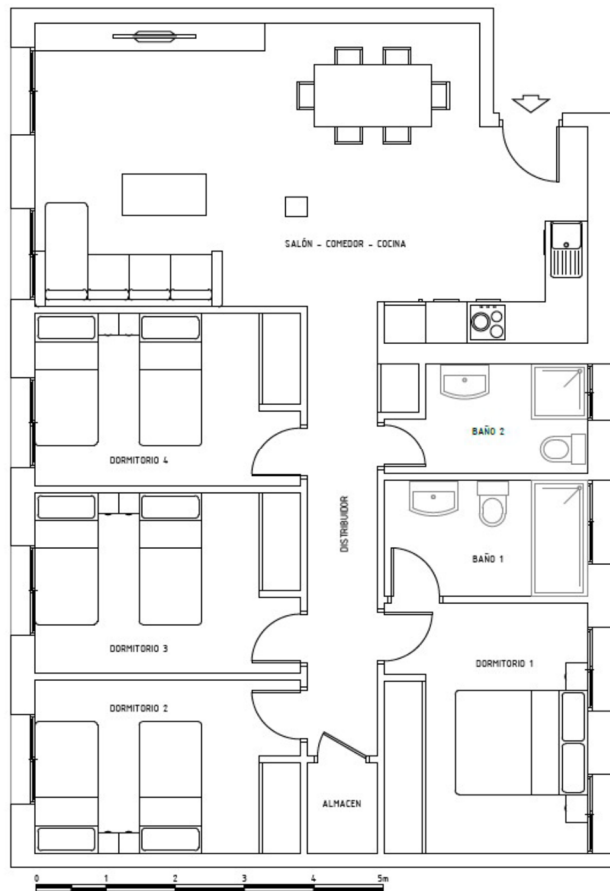 SALÓN - COMEDOR - COCINA
BAÑO 2
DORMITORIO 4
DISTRIBUIDOR
BAÑO 1
DORMITORIO 3
DORMITORIO 1
DORMITORIO 2
ALMACEN
0 1 2 3 4 5m